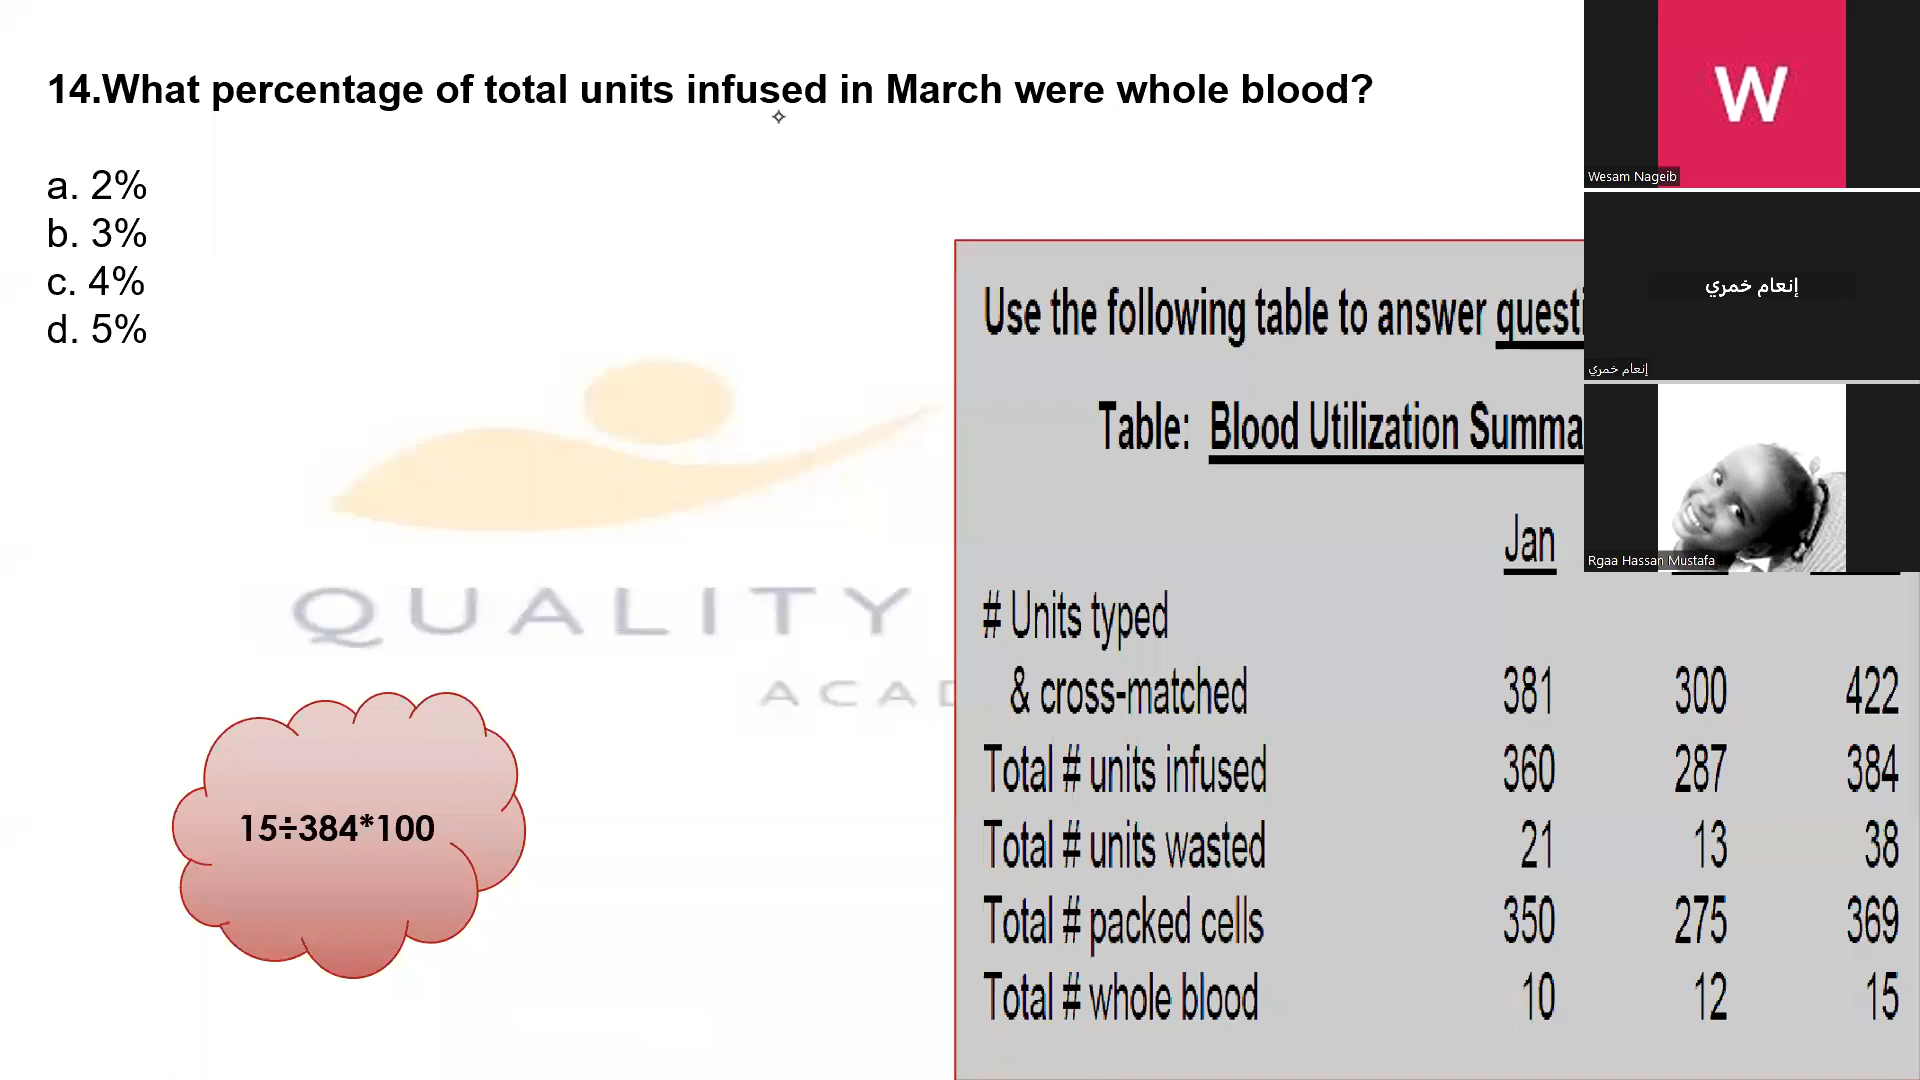 14.What percentage of total units infused in March were whole blood?
a. 2%
b. 3%
c. 4%
d. 5%
QUALITY
15÷384*100
Use the following table to answer
Table: Blood Utilization
Jan
# Units typed
& cross-matched 381 300 422
Total # units infused 360 287 384
Total # units wasted 21 13 38
Total # packed cells 350 275 369
Total # whole blood 10 12 15
W
Wesam Nageib
إنعام خمري
إنعام خمري
Rgaa Hassan Mustafa